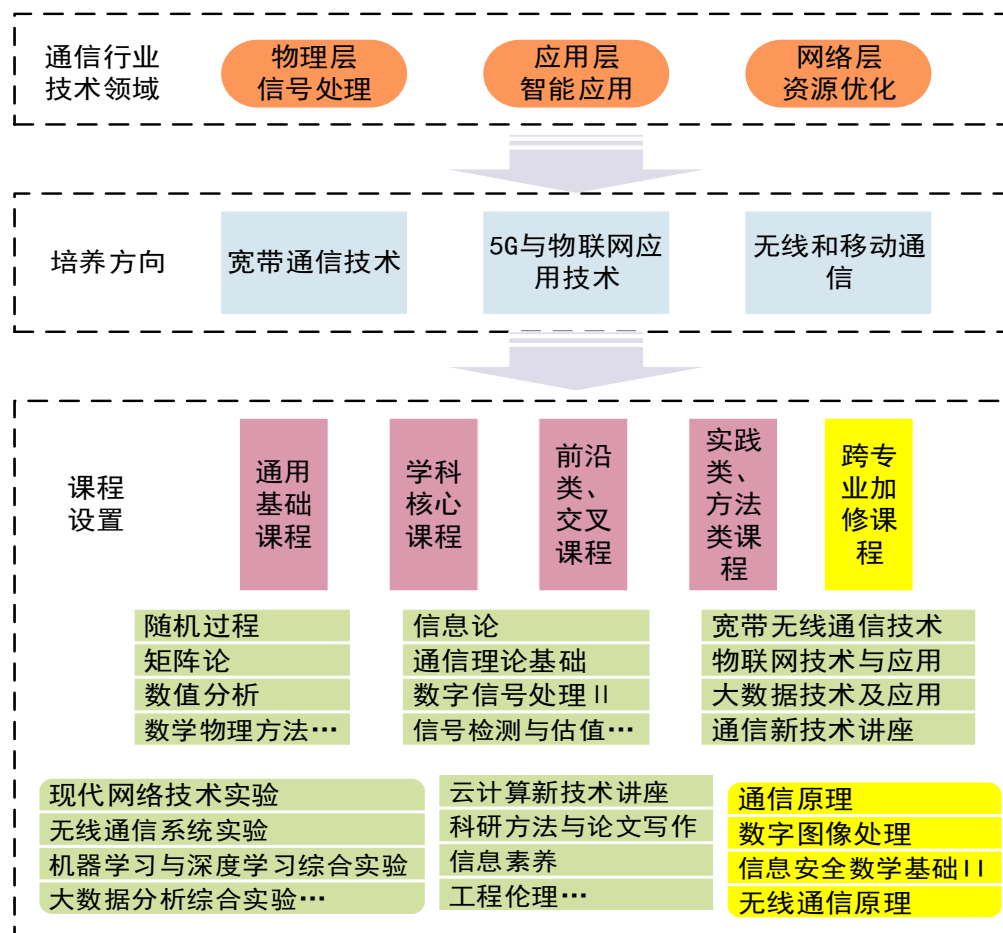 通信行业
技术领域
物理层
信号处理
应用层
智能应用
网络层
资源优化
培养方向
宽带通信技术
5G与物联网应
用技术
无线和移动通
信
课程
设置
通用
基础
课程
学科
核心
课程
前沿
类、
交叉
课程
实践
类、
方法
类课
程
跨专
业加
修课
程
随机过程
矩阵论
数值分析
数学物理方法…
信息论
通信理论基础
数字信号处理Ⅱ
信号检测与估值…
宽带无线通信技术
物联网技术与应用
大数据技术及应用
通信新技术讲座
现代网络技术实验
无线通信系统实验
机器学习与深度学习综合实验
大数据分析综合实验…
云计算新技术讲座
科研方法与论文写作
信息素养
工程伦理…
通信原理
数字图像处理
信息安全数学基础II
无线通信原理